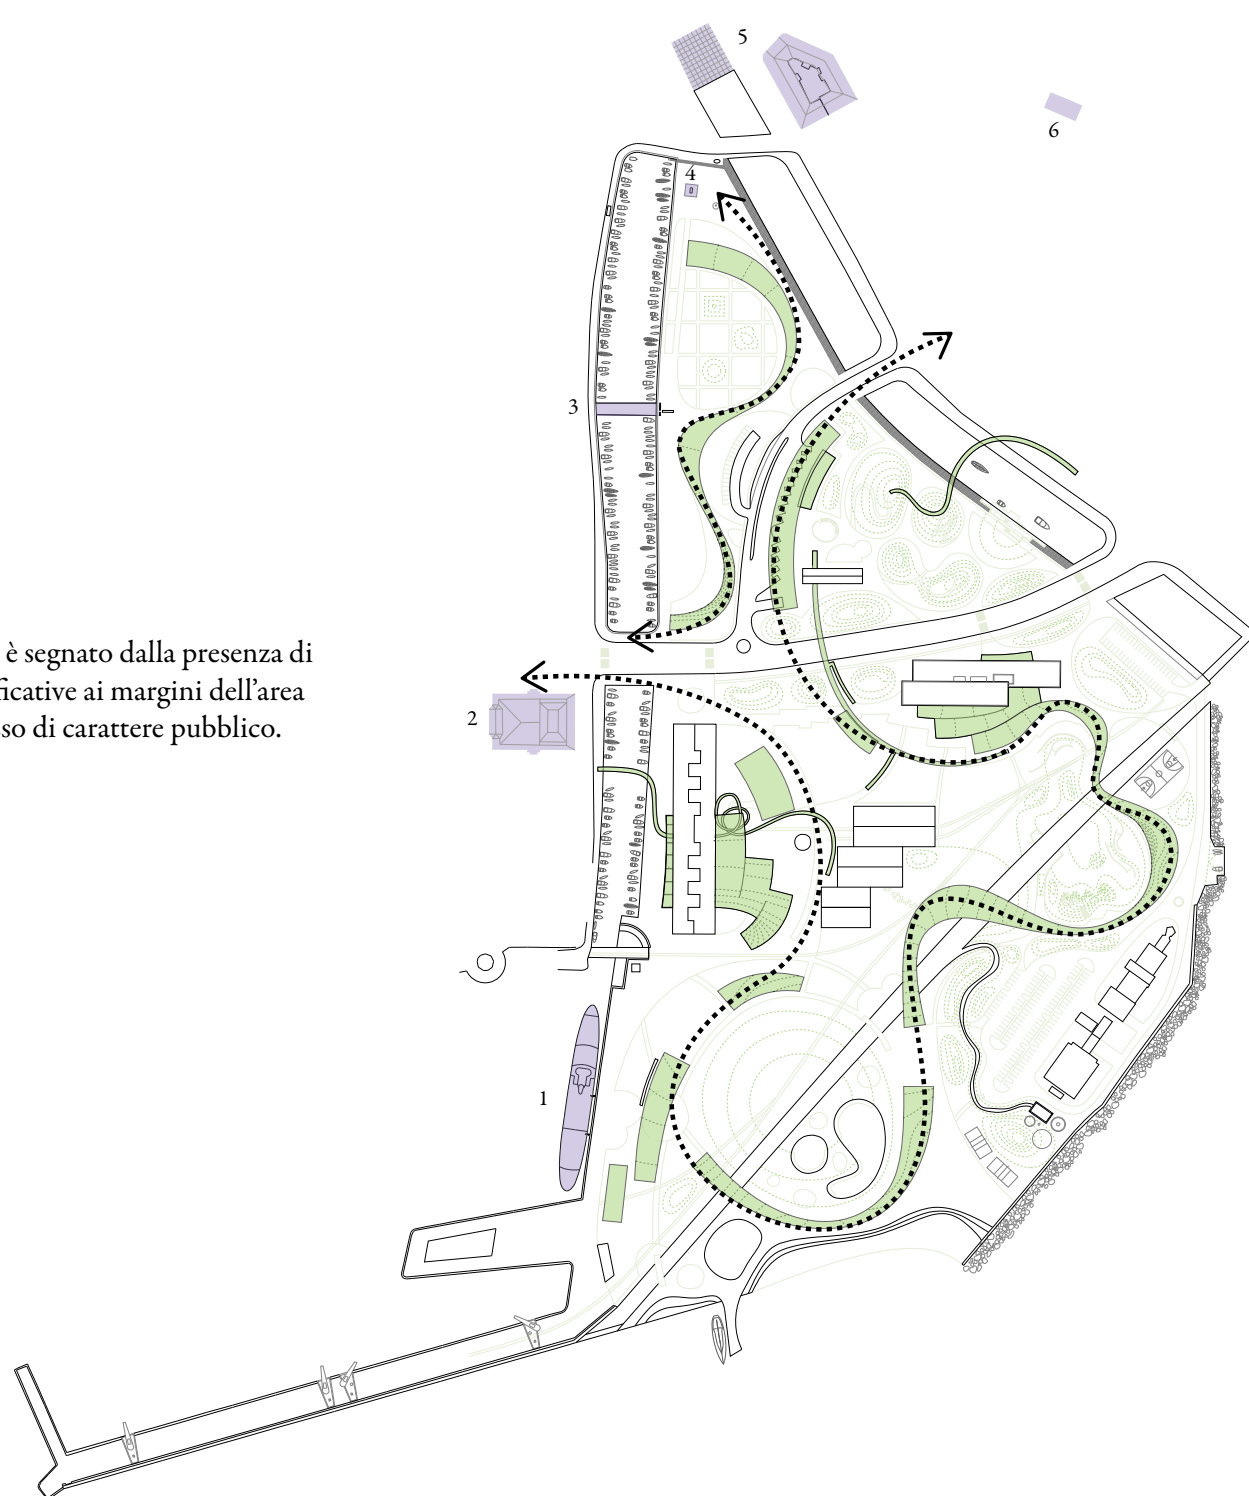 5
6
4
3
è segnato dalla presenza di
ficative ai margini dell'area
2
so di carattere pubblico.
1